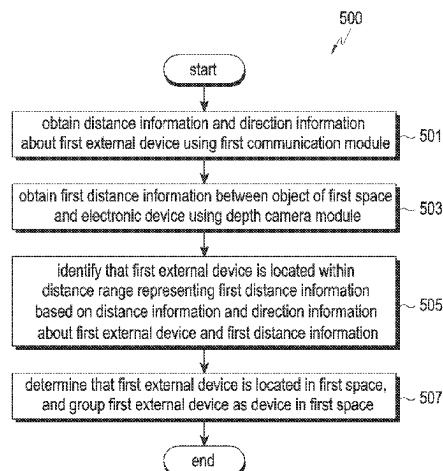 500
start
obtain distance information and direction information
about first external device using first communication module
501
obtain first distance information between object of first space
and electronic device using depth camera module
503
identify that first external device is located within
distance range representing first distance information
based on distance information and direction information
about first external device and first distance information
505
determine that first external device is located in first space,
and group first external device as device in first space
507
end